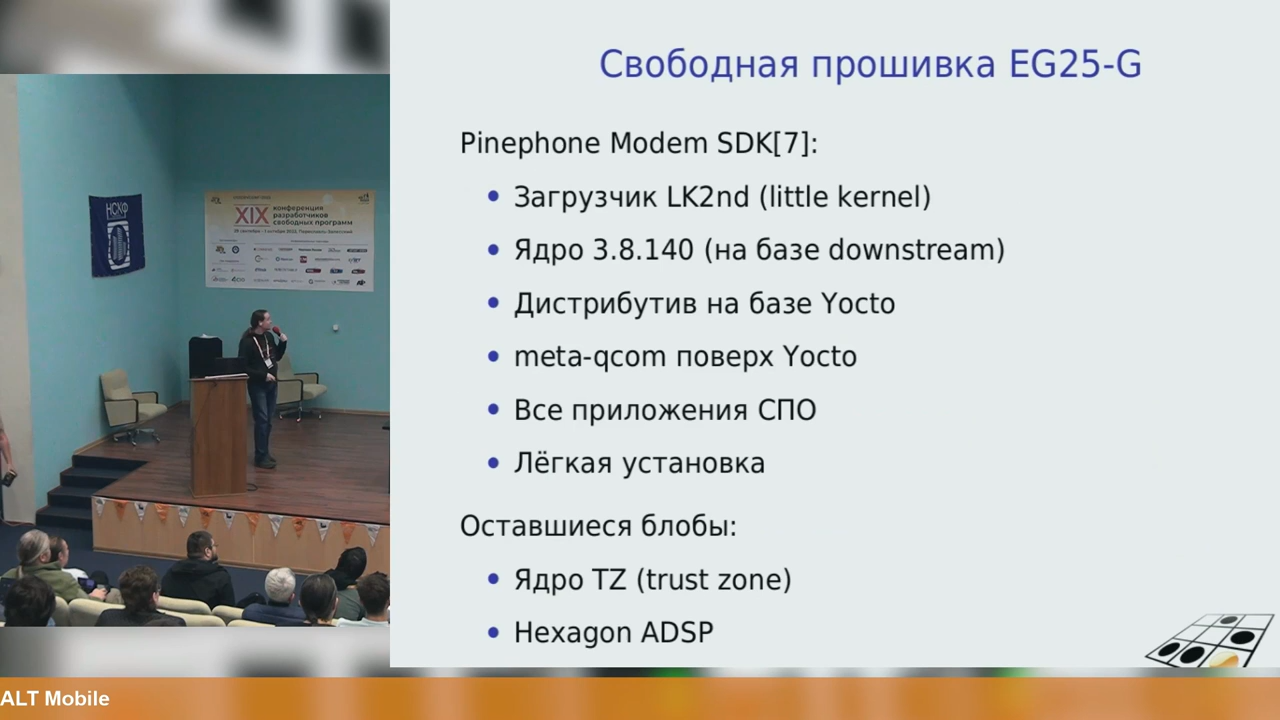 Свободная прошивка EG25-G
Pinephone Modem SDK[7]:
Загрузчик LK2nd (little kernel)
Ядро 3.8.140 (на базе downstream)
Дистрибутив на базе Yocto
meta-qcom поверх Yocto
Все приложения СПО
Лёгкая установка
Оставшиеся блобы:
Ядро TZ (trust zone)
Hexagon ADSP
XIX
конференция
разработчиков
свободных программ
ALT Mobile